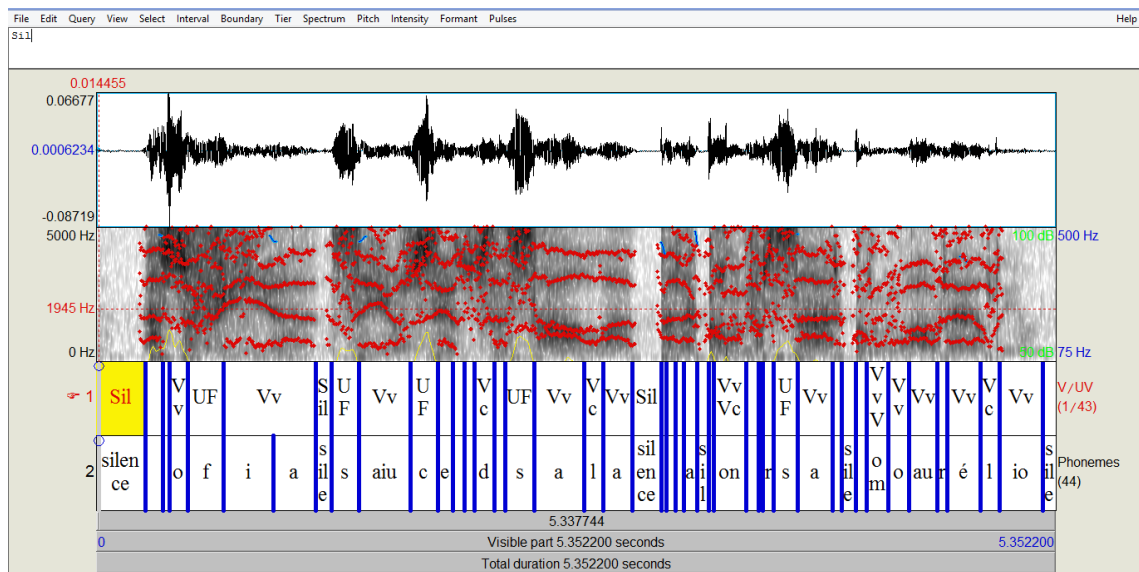 File Edit Query View Select Interval Boundary Tier Spectrum Pitch Intensity Formant Pulses Help
Sil
0.014455
0.06677
0.0006234
-0.08719
5000 Hz 100 dB 500 Hz
1945 Hz
0 Hz 75 Hz
1 Sil Vv UF Vv Sil UF Vv UF Vc UF Vv Vc Vv Sil VvVc UF Vv VvV Vv Vv Vv Vc Vv V/UV
(1/43)
2 silence o f i a sile s aiu c e d s a l a silence a sil on r s a sile om o au r é l io sile Phonemes
(44)
5.337744
0 Visible part 5.352200 seconds 5.352200
Total duration 5.352200 seconds